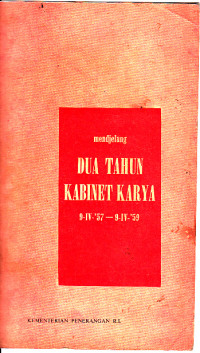 mendjelang
DUA TAHUN
KABINET KARYA
9-IV-'57 — 9-IV-'59
KEMENTERIAN PENERANGAN R.I.